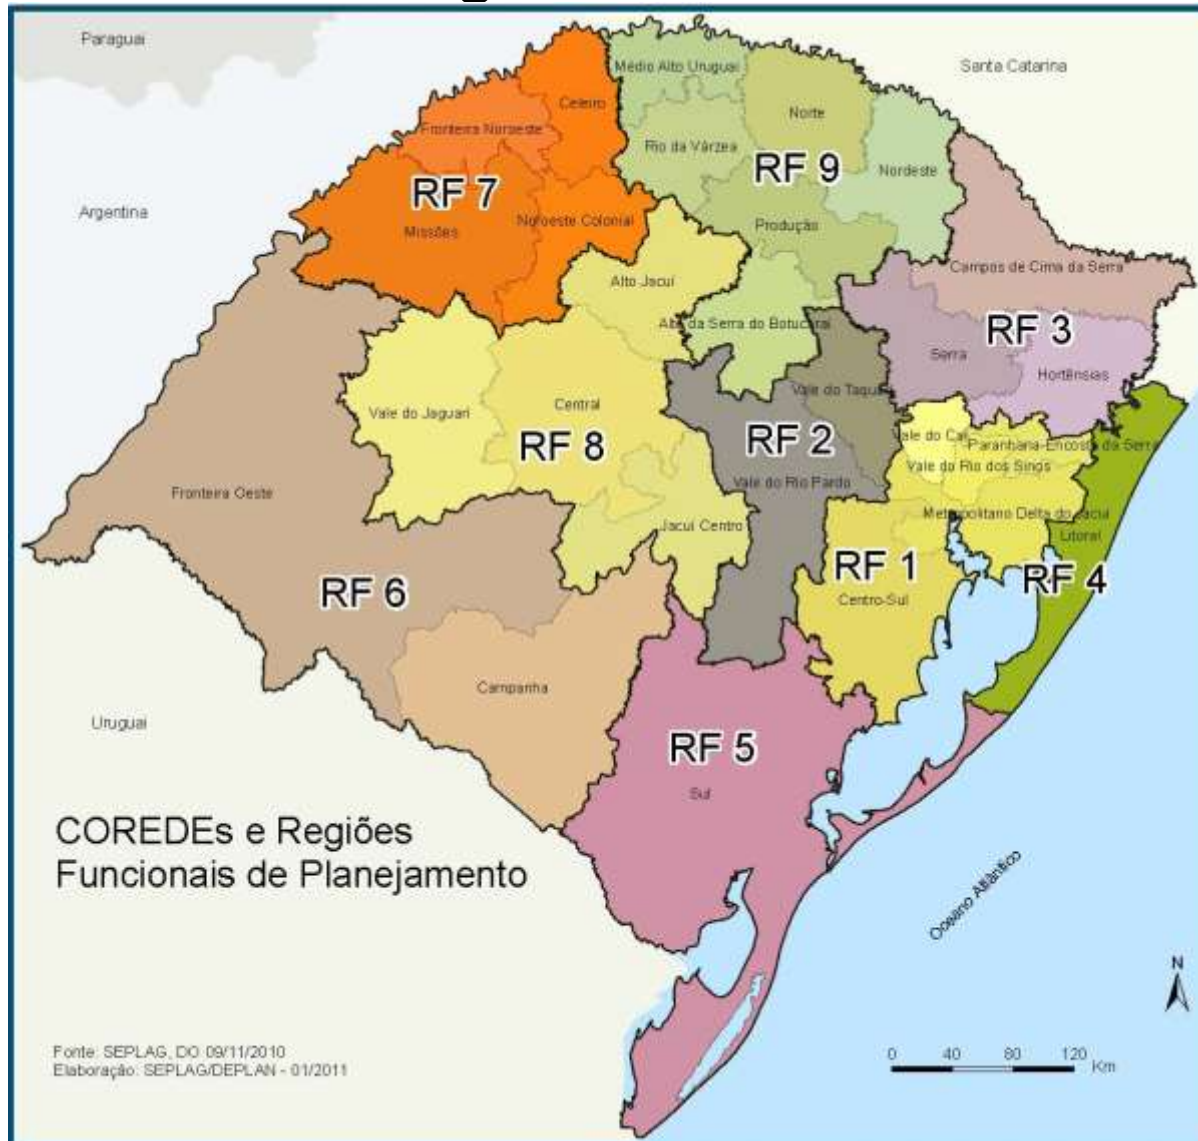 Paraguai
Santa Catarina
Médio Alto Uruguai
Celeiro
Norte
Fronteira Noroeste
Rio da Várzea
RF 9
Nordeste
RF 7
Argentina
Noroeste Colonial
Produção
Missões
Campos de Cima da Serra
Alto Jacuí
Alto da Serra do Botucaraí
RF 3
Serra
Hortênsias
Vale do Taquari
Central
Vale do Jaguari
RF 8
RF 2
Vale do Caí
Paranhana-Encosta da Serra
Vale do Rio dos Sinos
Vale do Rio Pardo
Fronteira Oeste
Metropolitano Delta do Jacuí
Jacuí Centro
Litoral
RF 1
RF 4
RF 6
Centro-Sul
Campanha
Uruguai
RF 5
Sul
COREDEs e Regiões
Funcionais de Planejamento
Oceano Atlântico
N
Fonte: SEPLAG, DO 09/11/2010
Elaboração: SEPLAG/DEPLAN - 01/2011
0 40 80 120
Km